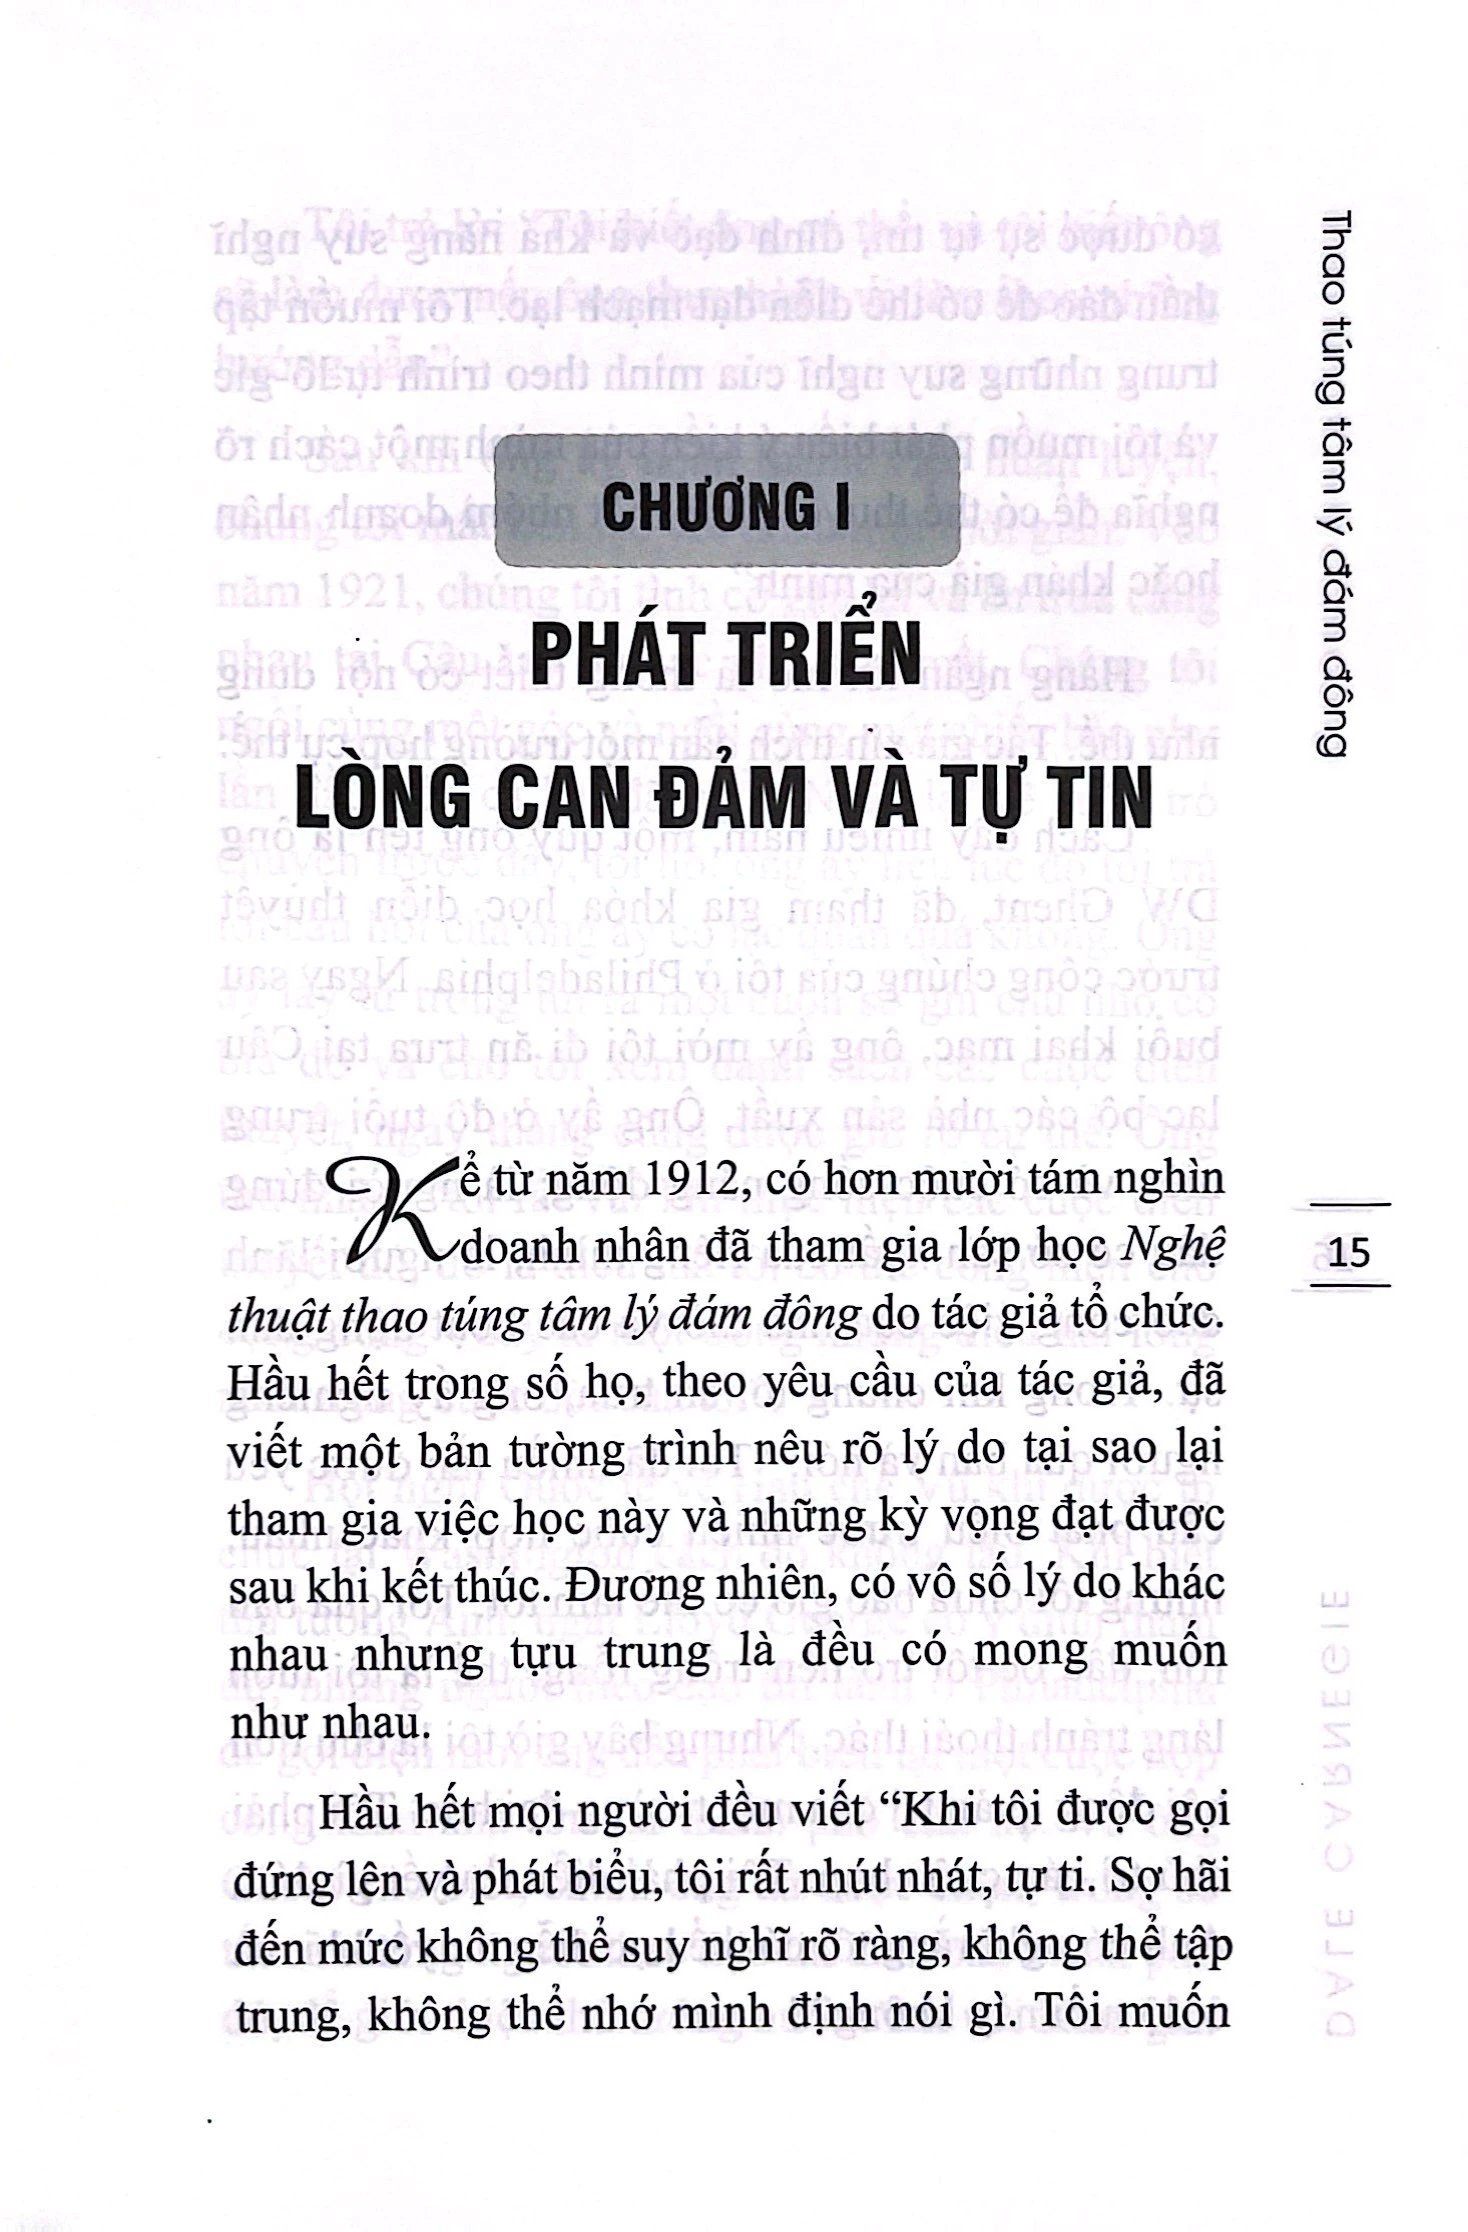 Thao túng tâm lý đám đông
CHƯƠNG I
PHÁT TRIỂN
LÒNG CAN ĐẢM VÀ TỰ TIN
Kể từ năm 1912, có hơn mười tám nghìn
doanh nhân đã tham gia lớp học Nghệ
thuật thao túng tâm lý đám đông do tác giả tổ chức.
Hầu hết trong số họ, theo yêu cầu của tác giả, đã
viết một bản tường trình nêu rõ lý do tại sao lại
tham gia việc học này và những kỳ vọng đạt được
sau khi kết thúc. Đương nhiên, có vô số lý do khác
nhau nhưng tựu trung là đều có mong muốn
như nhau.
Hầu hết mọi người đều viết “Khi tôi được gọi
đứng lên và phát biểu, tôi rất nhút nhát, tự ti. Sợ hãi
đến mức không thể suy nghĩ rõ ràng, không thể tập
trung, không thể nhớ mình định nói gì. Tôi muốn
15